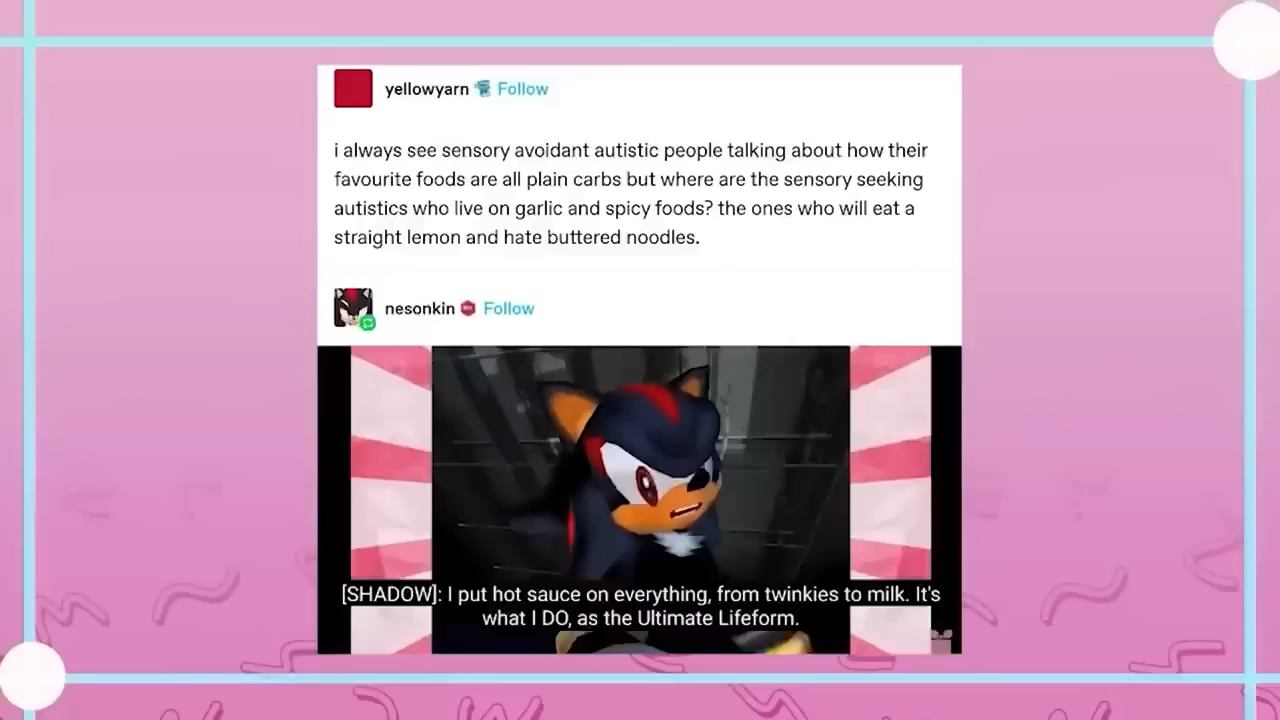 yellowyarn Follow
i always see sensory avoidant autistic people talking about how their
favourite foods are all plain carbs but where are the sensory seeking
autistics who live on garlic and spicy foods? the ones who will eat a
straight lemon and hate buttered noodles.
nesonkin Follow
[SHADOW]: I put hot sauce on everything, from twinkies to milk. It's
what I DO, as the Ultimate Lifeform.